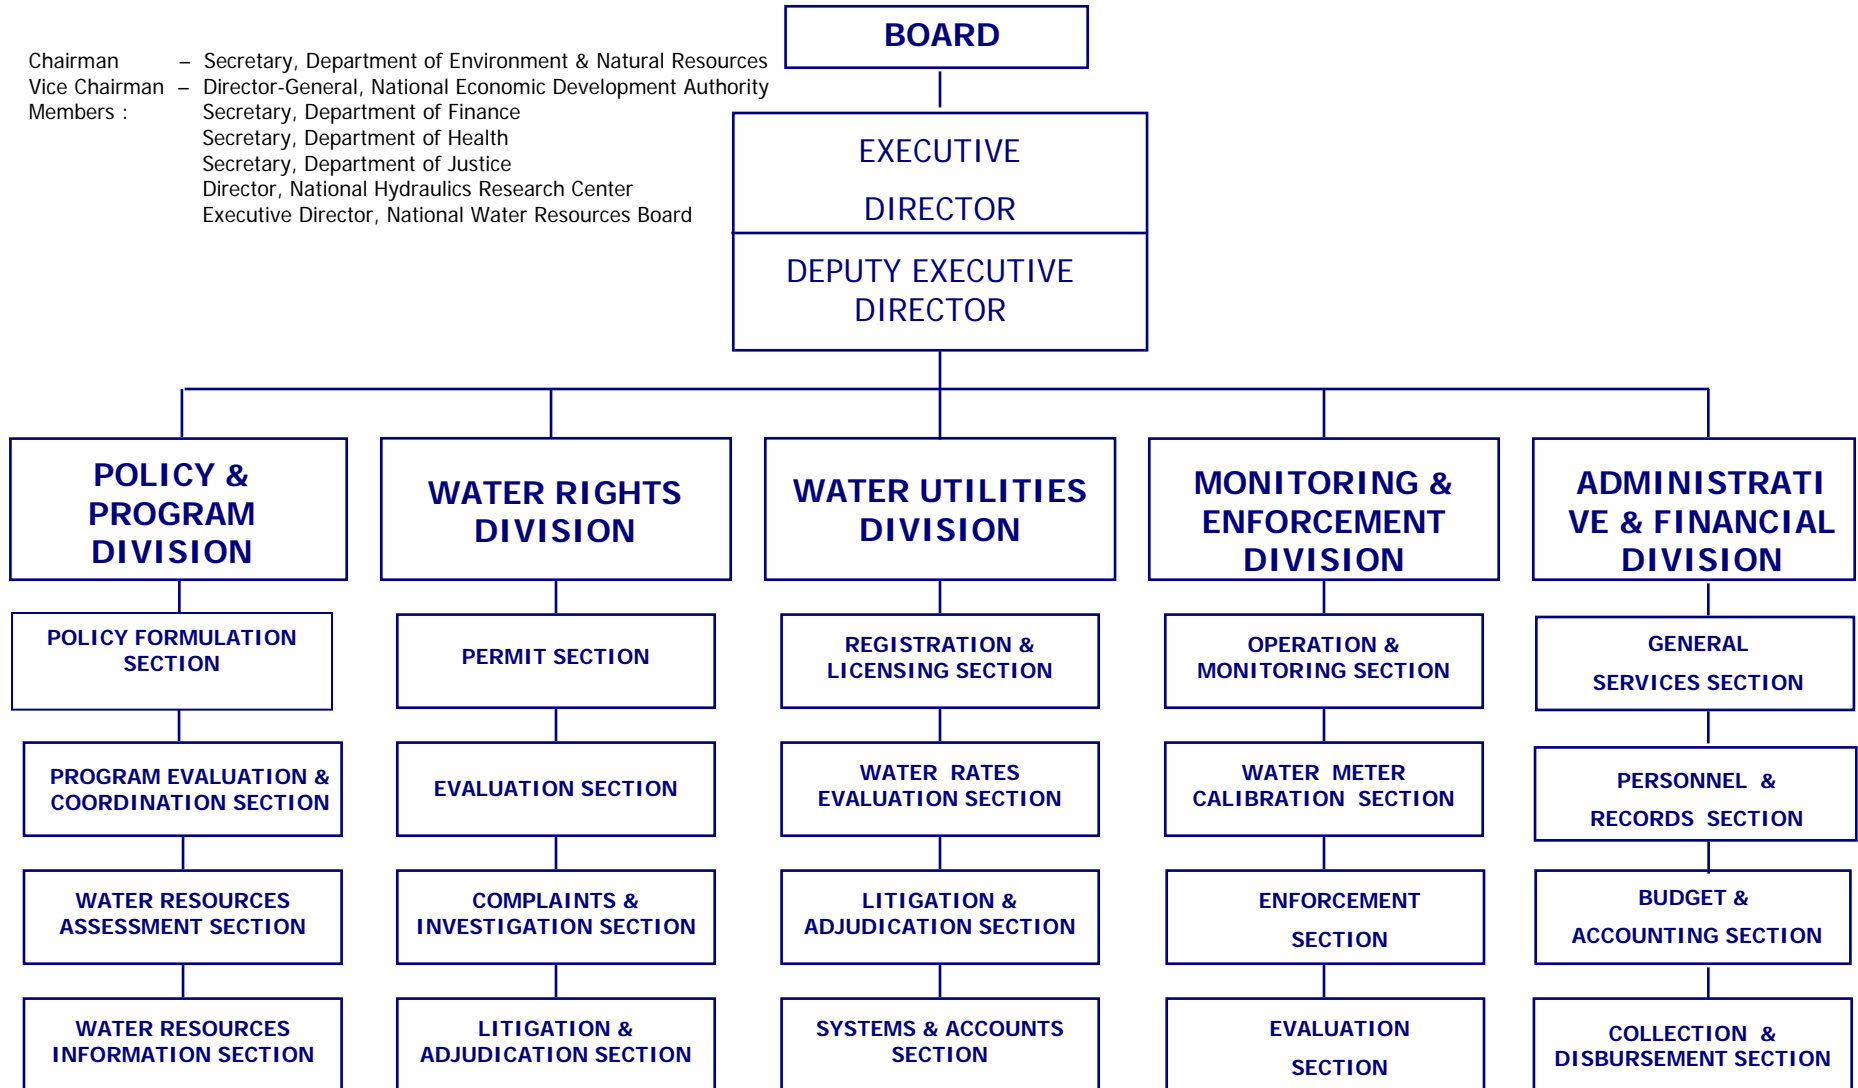 BOARD
Chairman – Secretary, Department of Environment & Natural Resources
Vice Chairman – Director-General, National Economic Development Authority
Members : Secretary, Department of Finance
Secretary, Department of Health
Secretary, Department of Justice
Director, National Hydraulics Research Center
Executive Director, National Water Resources Board
EXECUTIVE
DIRECTOR
DEPUTY EXECUTIVE
DIRECTOR
POLICY &
PROGRAM
DIVISION
POLICY FORMULATION
SECTION
PROGRAM EVALUATION &
COORDINATION SECTION
WATER RESOURCES
ASSESSMENT SECTION
WATER RESOURCES
INFORMATION SECTION
WATER RIGHTS
DIVISION
PERMIT SECTION
EVALUATION SECTION
COMPLAINTS &
INVESTIGATION SECTION
LITIGATION &
ADJUDICATION SECTION
WATER UTILITIES
DIVISION
REGISTRATION &
LICENSING SECTION
WATER RATES
EVALUATION SECTION
LITIGATION &
ADJUDICATION SECTION
SYSTEMS & ACCOUNTS
SECTION
MONITORING &
ENFORCEMENT
DIVISION
OPERATION &
MONITORING SECTION
WATER METER
CALIBRATION SECTION
ENFORCEMENT
SECTION
EVALUATION
SECTION
ADMINISTRATI
VE & FINANCIAL
DIVISION
GENERAL
SERVICES SECTION
PERSONNEL &
RECORDS SECTION
BUDGET &
ACCOUNTING SECTION
COLLECTION &
DISBURSEMENT SECTION